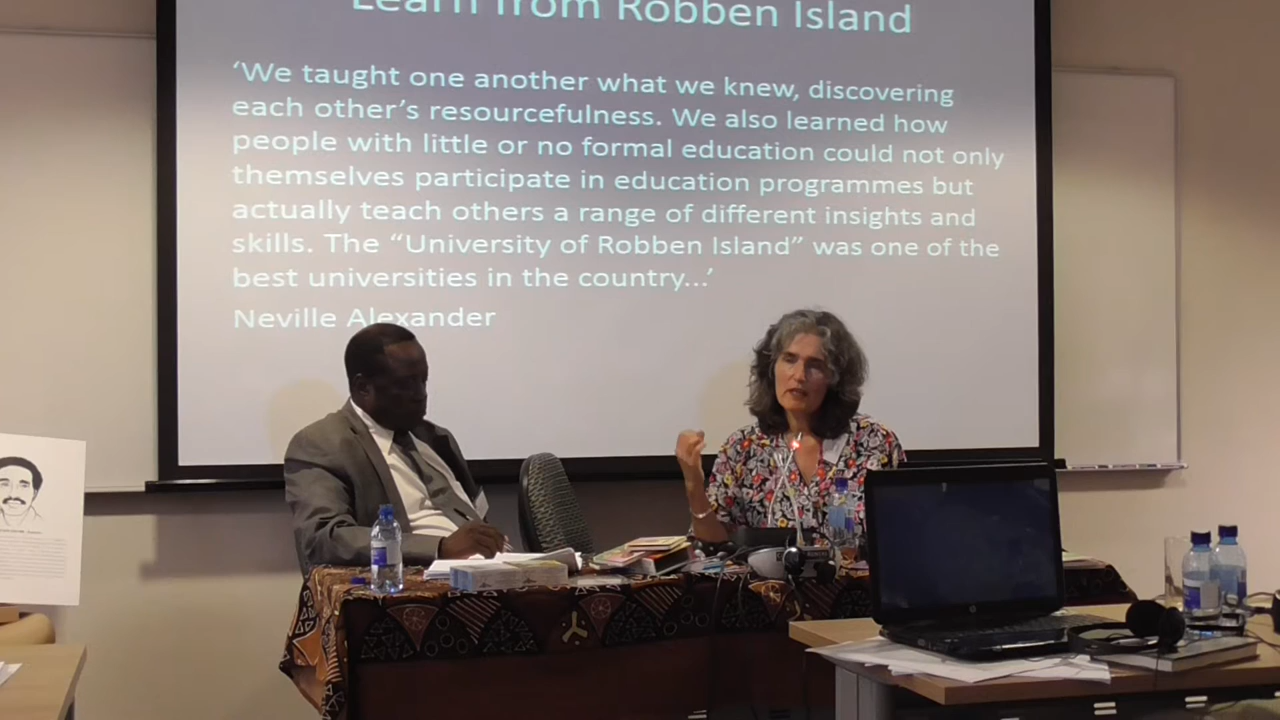 Learn from Robben Island
‘We taught one another what we knew, discovering
each other’s resourcefulness. We also learned how
people with little or no formal education could not only
themselves participate in education programmes but
actually teach others a range of different insights and
skills. The “University of Robben Island” was one of the
best universities in the country...’
Neville Alexander